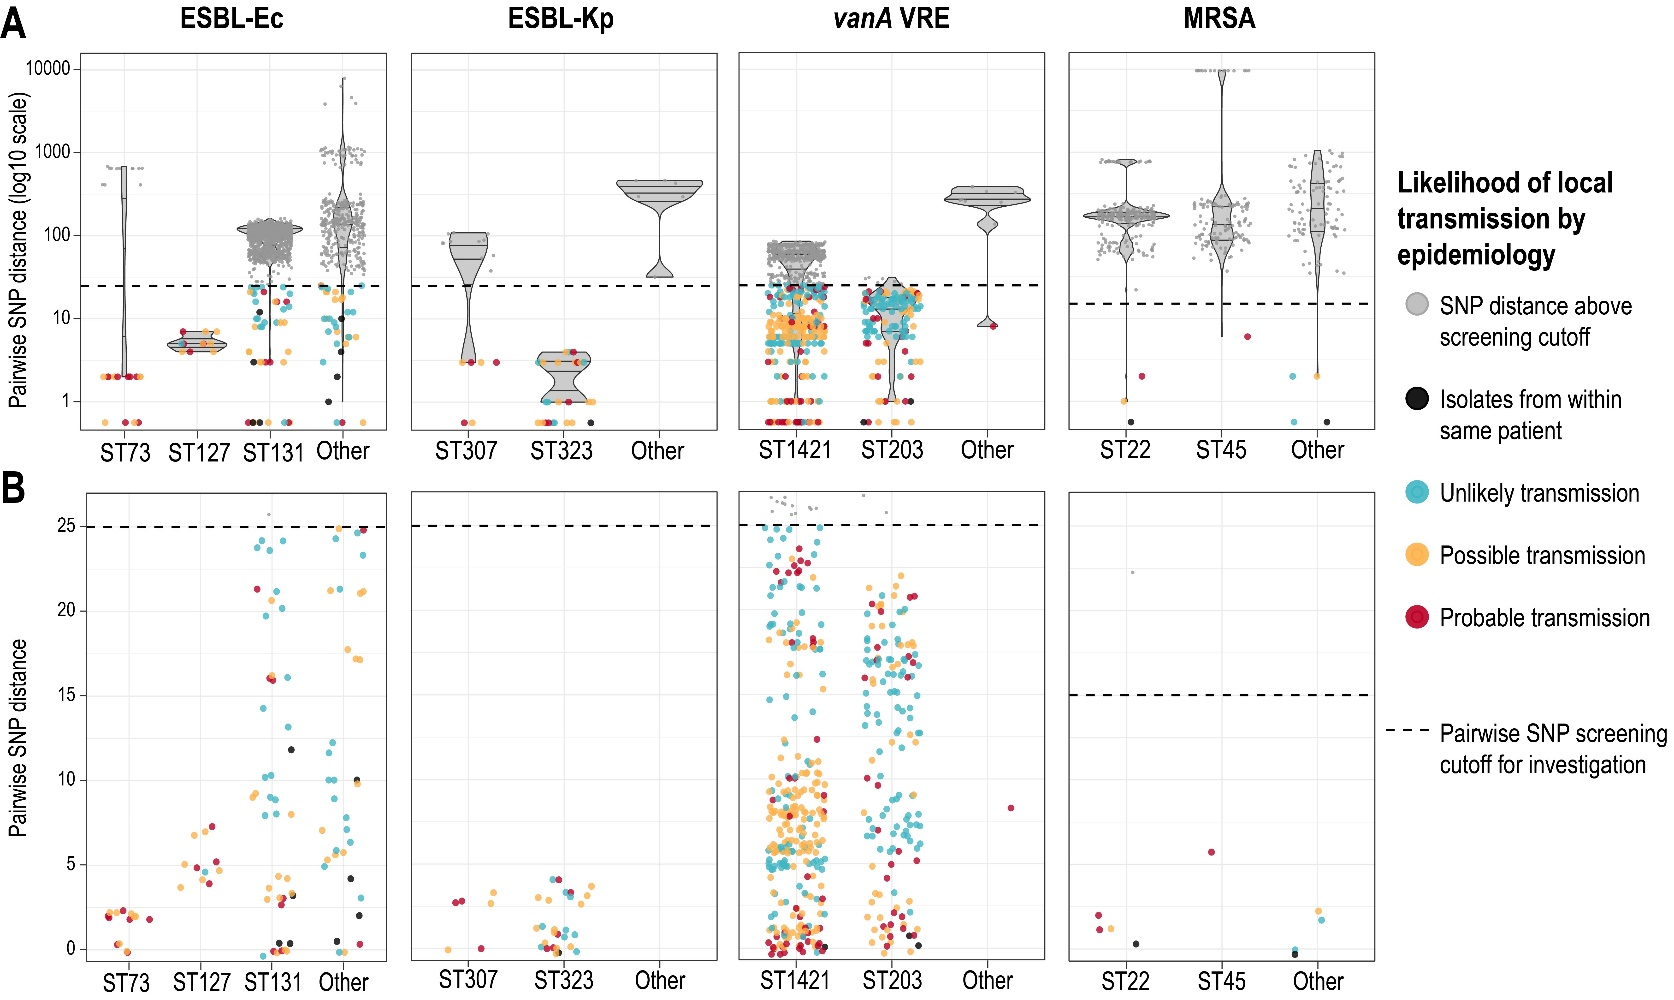 A
ESBL-Ec
ESBL-Kp
vanA VRE
MRSA
Pairwise SNP distance (log10 scale)
10000
1000
100
10
1
ST73
ST127
ST131
Other
ST307
ST323
Other
ST1421
ST203
Other
ST22
ST45
Other
B
Pairwise SNP distance
25
20
15
10
5
0
ST73
ST127
ST131
Other
ST307
ST323
Other
ST1421
ST203
Other
ST22
ST45
Other
Likelihood of local
transmission by
epidemiology
SNP distance above
screening cutoff
Isolates from within
same patient
Unlikely transmission
Possible transmission
Probable transmission
Pairwise SNP screening
cutoff for investigation